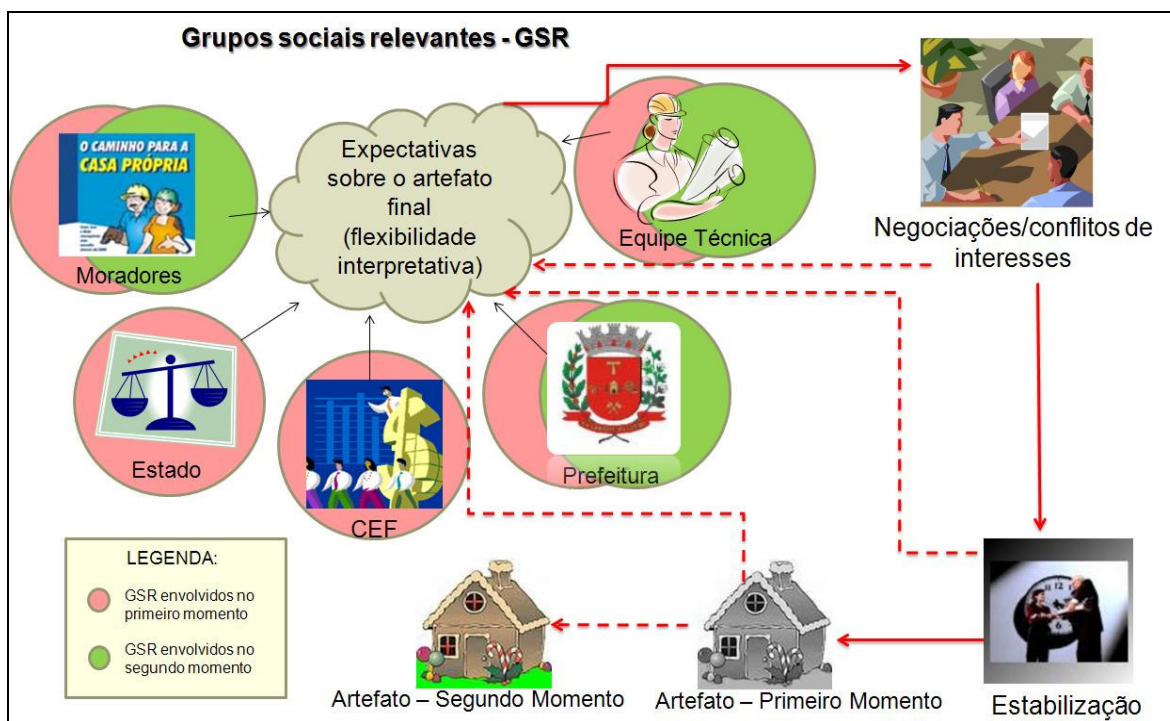 Grupos sociais relevantes - GSR
O CAMINHO PARA A
CASA PRÓPRIA
Moradores
Expectativas
sobre o artefato
final
(flexibilidade
interpretativa)
Equipe Técnica
Negociações/conflitos de
interesses
Estado
CEF
Prefeitura
LEGENDA:
GSR envolvidos no
primeiro momento
GSR envolvidos no
segundo momento
Artefato – Segundo Momento
Artefato – Primeiro Momento
Estabilização